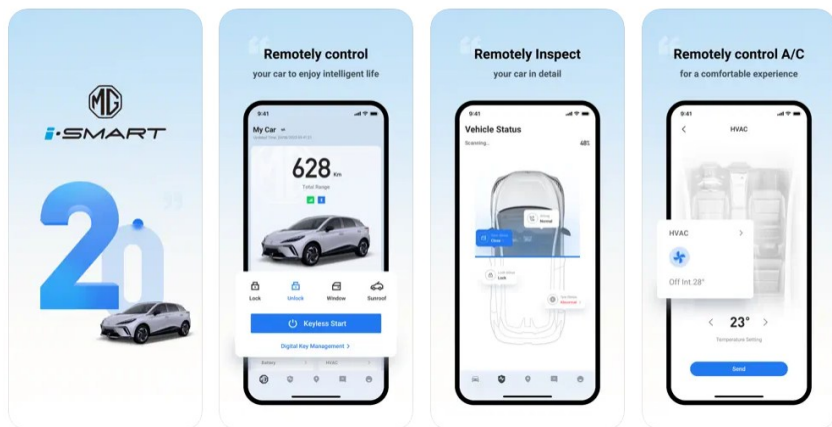 MG
i-SMART
2.0
Remotely control
your car to enjoy intelligent life
9:41
My Car
628 Km
Total Range
Lock
Unlock
Window
Sunroof
Keyless Start
Digital Key Management >
Battery
HVAC
Remotely Inspect
your car in detail
9:41
Vehicle Status
Scanning...
48%
Normal
Lock
Remotely control A/C
for a comfortable experience
9:41
HVAC
HVAC
Off Int.28°
23°
Temperature Setting
Send